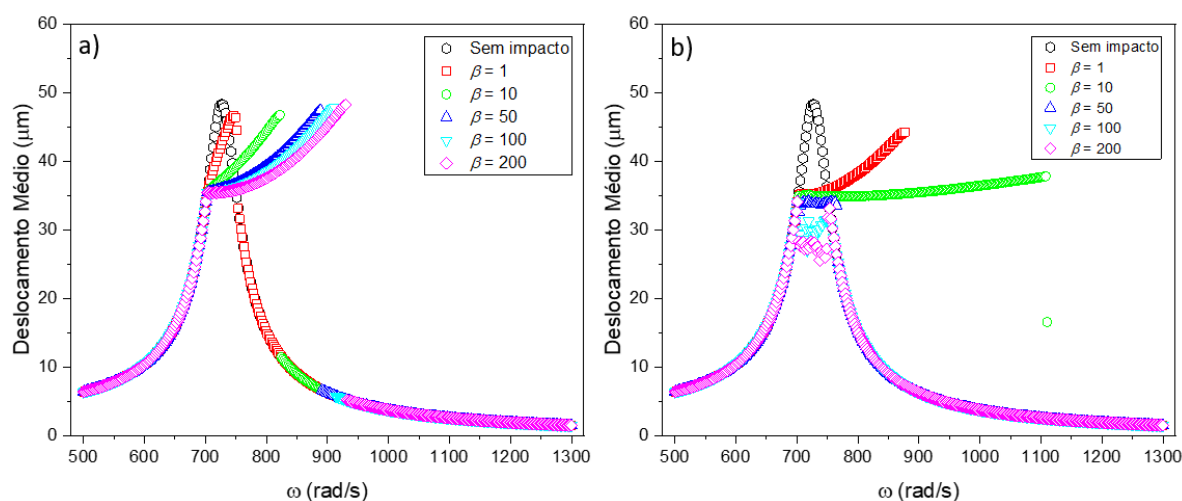 a)
Sem impacto
β = 1
β = 10
β = 50
β = 100
β = 200
Deslocamento Médio (μm)
60
50
40
30
20
10
0
500 600 700 800 900 1000 1100 1200 1300
ω (rad/s)
b)
Sem impacto
β = 1
β = 10
β = 50
β = 100
β = 200
Deslocamento Médio (μm)
60
50
40
30
20
10
0
500 600 700 800 900 1000 1100 1200 1300
ω (rad/s)